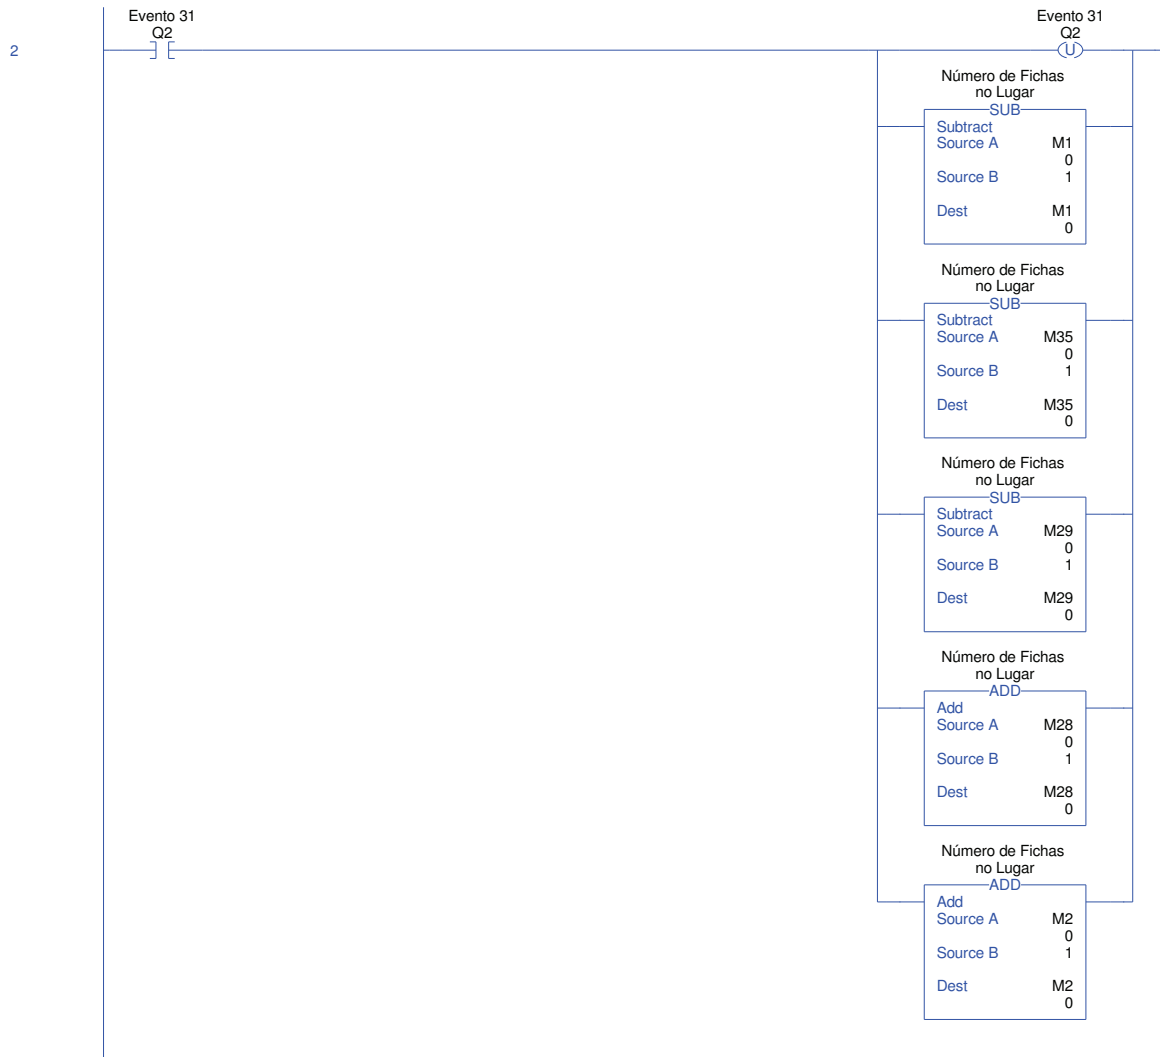 Evento 31
Q2
Evento 31
Q2
2
U
Número de Fichas
no Lugar
SUB
Subtract
Source A M1
0
Source B 1
Dest M1
0
Número de Fichas
no Lugar
SUB
Subtract
Source A M35
0
Source B 1
Dest M35
0
Número de Fichas
no Lugar
SUB
Subtract
Source A M29
0
Source B 1
Dest M29
0
Número de Fichas
no Lugar
ADD
Add
Source A M28
0
Source B 1
Dest M28
0
Número de Fichas
no Lugar
ADD
Add
Source A M2
0
Source B 1
Dest M2
0